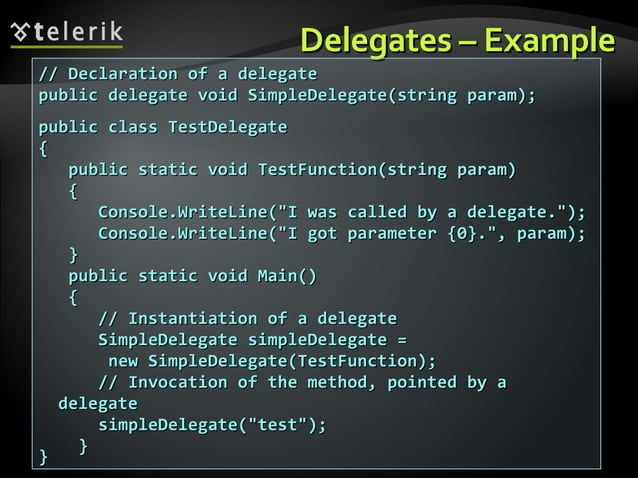 telerik
Delegates – Example
// Declaration of a delegate
public delegate void SimpleDelegate(string param);
public class TestDelegate
{
public static void TestFunction(string param)
{
Console.WriteLine("I was called by a delegate.");
Console.WriteLine("I got parameter {0}.", param);
}
public static void Main()
{
// Instantiation of a delegate
SimpleDelegate simpleDelegate =
new SimpleDelegate(TestFunction);
// Invocation of the method, pointed by a
delegate
simpleDelegate("test");
}
}